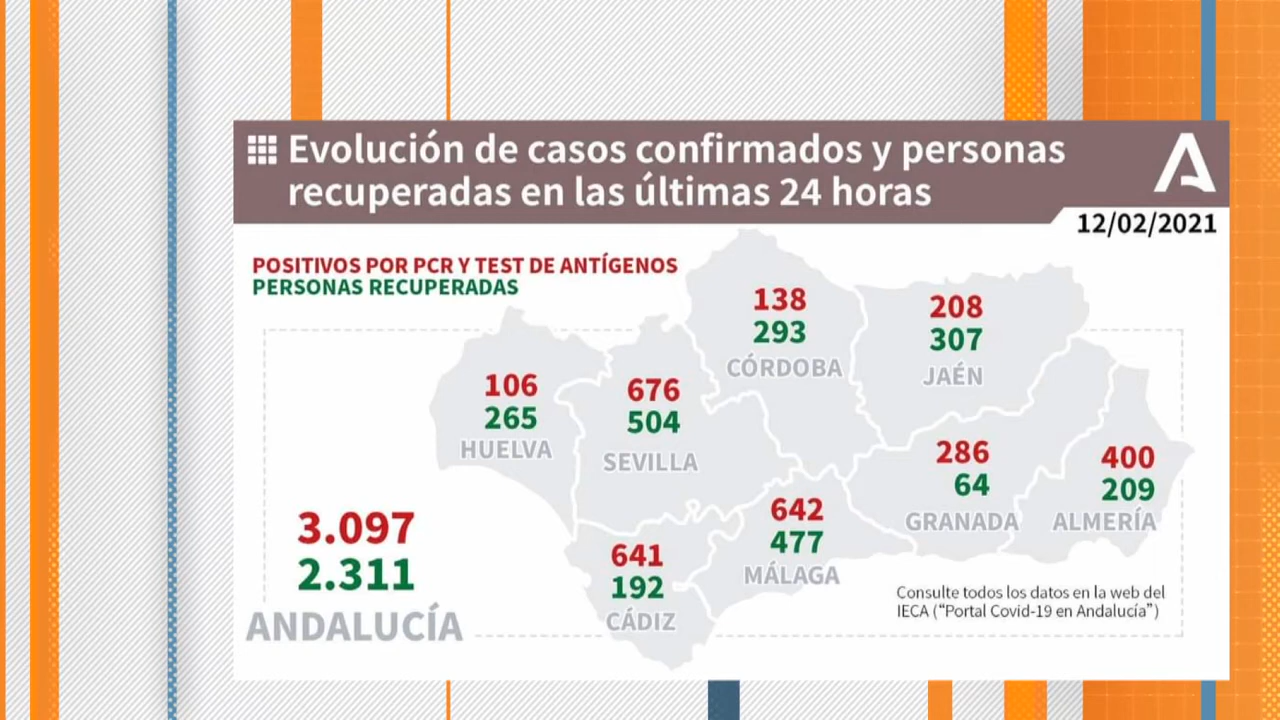 Evolución de casos confirmados y personas
recuperadas en las últimas 24 horas
12/02/2021
POSITIVOS POR PCR Y TEST DE ANTÍGENOS
PERSONAS RECUPERADAS
138
293
CÓRDOBA
208
307
JAÉN
106
265
HUELVA
676
504
SEVILLA
286
64
GRANADA
400
209
ALMERÍA
642
477
MÁLAGA
641
192
CÁDIZ
3.097
2.311
ANDALUCÍA
Consulte todos los datos en la web del
IECA (“Portal Covid-19 en Andalucía”)